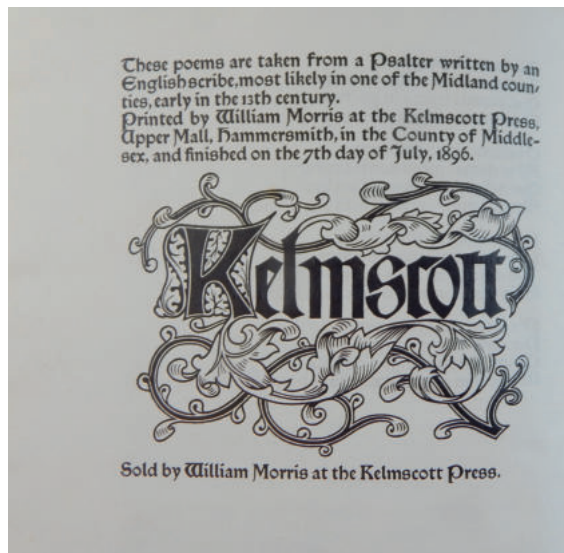 These poems are taken from a Psalter written by an
English scribe, most likely in one of the Midland coun-
ties, early in the 13th century.
Printed by William Morris at the Kelmscott Press,
Upper Mall, Hammersmith, in the County of Middle-
sex, and finished on the 7th day of July, 1896.
Kelmscott
Sold by William Morris at the Kelmscott Press.